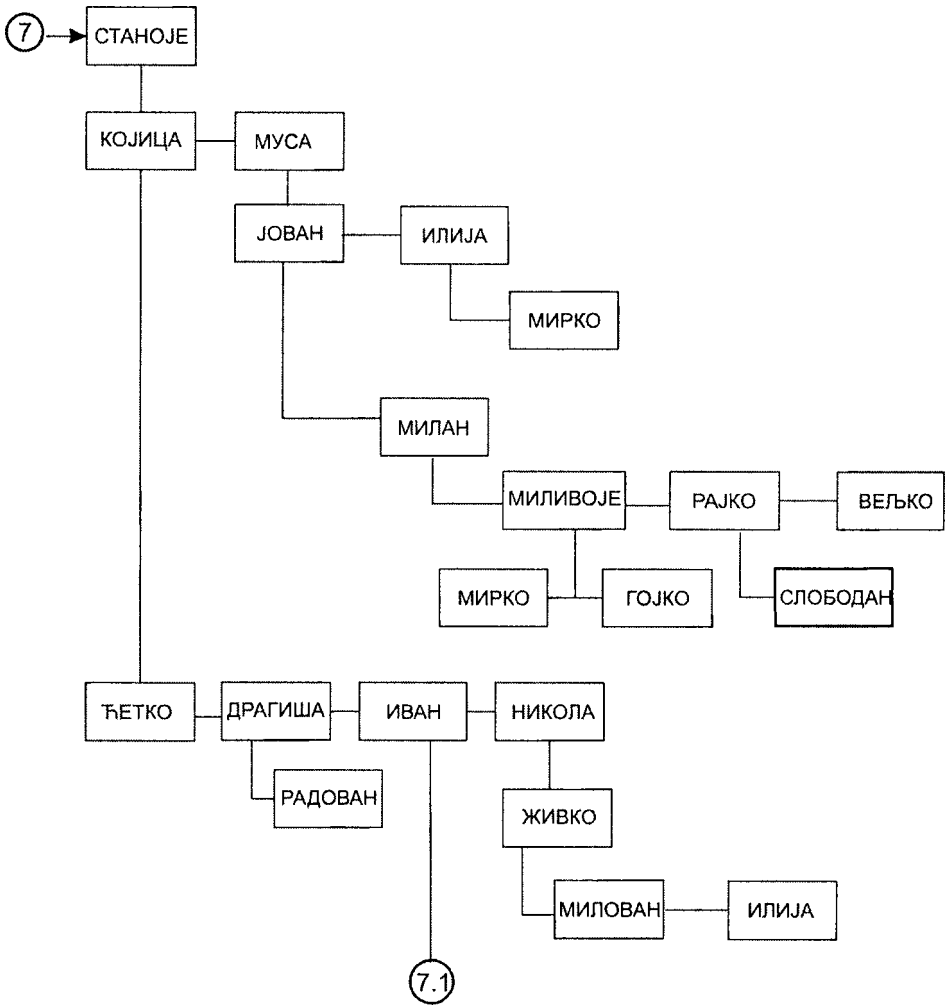 7
СТАНОЈЕ
КОЈИЦА
МУСА
ЈОВАН
ИЛИЈА
МИРКО
МИЛАН
МИЛИВОЈЕ
РАЈКО
ВЕЉКО
МИРКО
ГОЈКО
СЛОБОДАН
ЋЕТКО
ДРАГИША
ИВАН
НИКОЛА
РАДОВАН
ЖИВКО
МИЛОВАН
ИЛИЈА
7.1